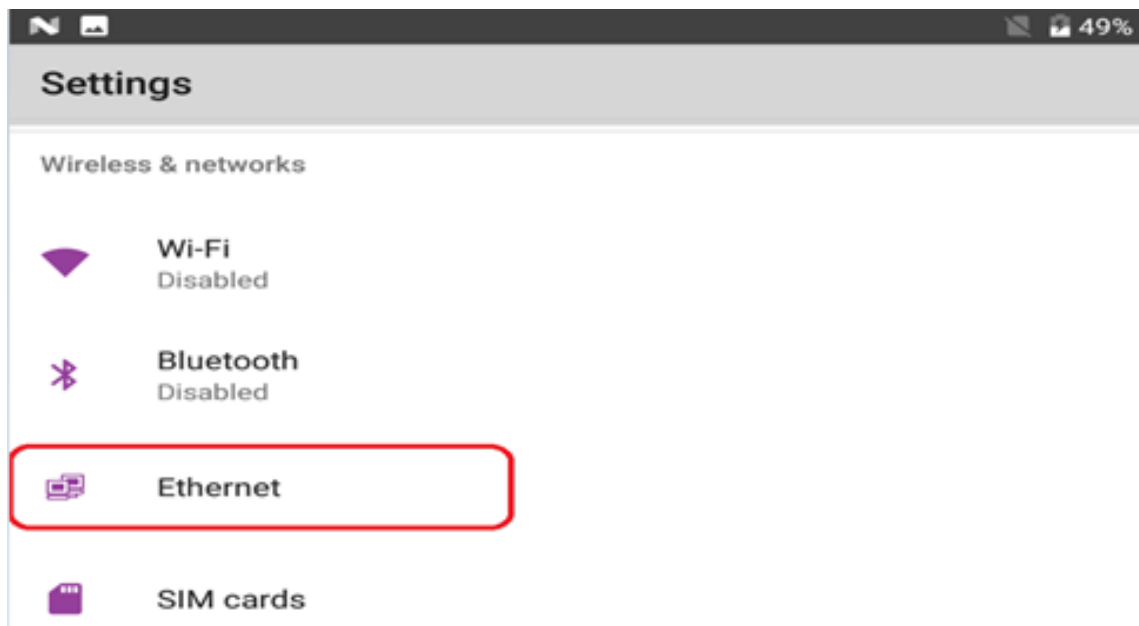 49%
Settings
Wireless & networks
Wi-Fi
Disabled
Bluetooth
Disabled
Ethernet
SIM cards